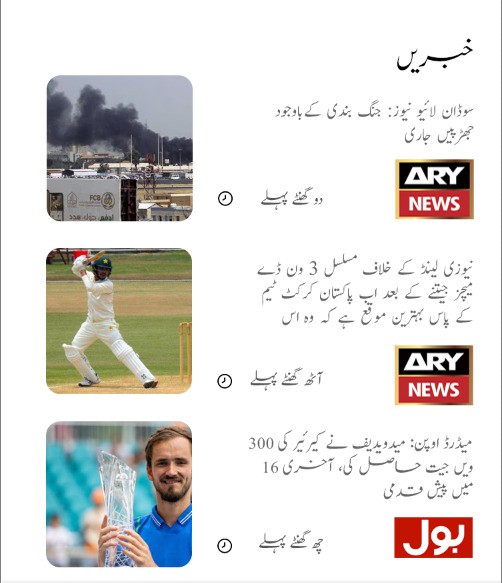 خبریں
سوڈان لائیو نیوز: جنگ بندی کے باوجود
جھڑپیں جاری
ARY
NEWS
دو گھنٹے پہلے
FCB
نیوزی لینڈ کے خلاف مسلسل 3 ون ڈے
میچز جیتنے کے بعد اب پاکستان کرکٹ ٹیم
کے پاس بہترین موقع ہے کہ وہ اس
ARY
NEWS
آٹھ گھنٹے پہلے
میڈرڈ اوپن: میدویدیف نے کیرئیر کی 300
ویں جیت حاصل کی، آخری 16
میں پیش قدمی
بول
چھ گھنٹے پہلے